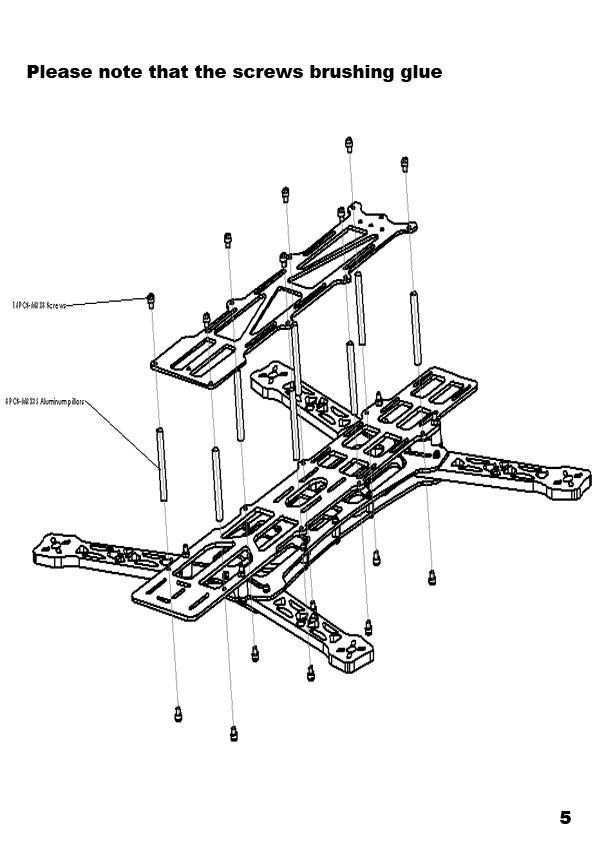 Please note that the screws brushing glue
Screws
Aluminum pillars
5